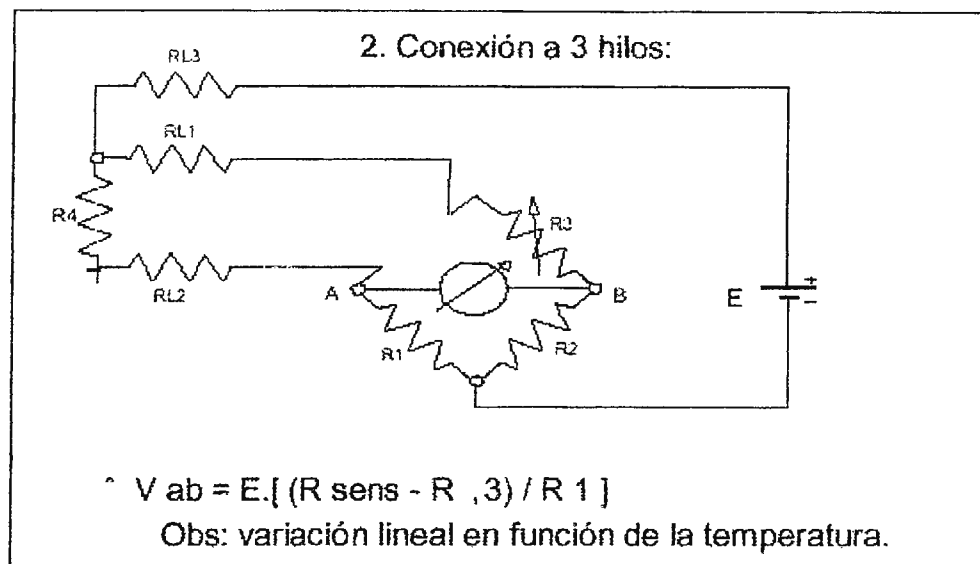 2. Conexión a 3 hilos:
RL3
RL1
R4
R3
RL2
A
B
E
+
−
R1
R2
V ab = E.[ (R sens - R ,3) / R 1 ]
Obs: variación lineal en función de la temperatura.